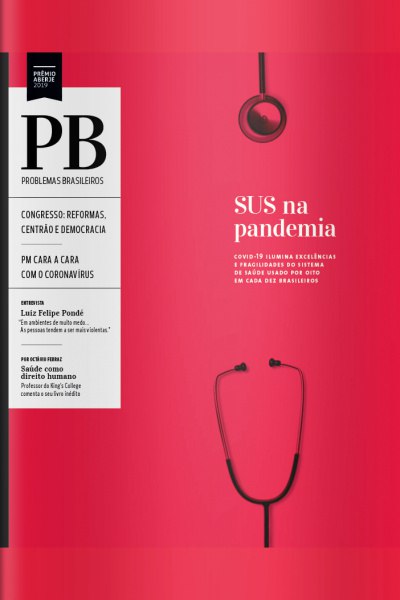 PRÊMIO
ABERJE
2019
PB
PROBLEMAS BRASILEIROS
CONGRESSO: REFORMAS,
CENTRÃO E DEMOCRACIA
PM CARA A CARA
COM O CORONAVÍRUS
ENTREVISTA
Luiz Felipe Pondé
"Em ambientes de muito medo...
As pessoas tendem a ser mais violentas."
POR OCTÁVIO FERRAZ
Saúde como
direito humano
Professor do King's College
comenta o seu livro inédito
SUS na
pandemia
COVID-19 ILUMINA EXCELÊNCIAS
E FRAGILIDADES DO SISTEMA
DE SAÚDE USADO POR OITO
EM CADA DEZ BRASILEIROS